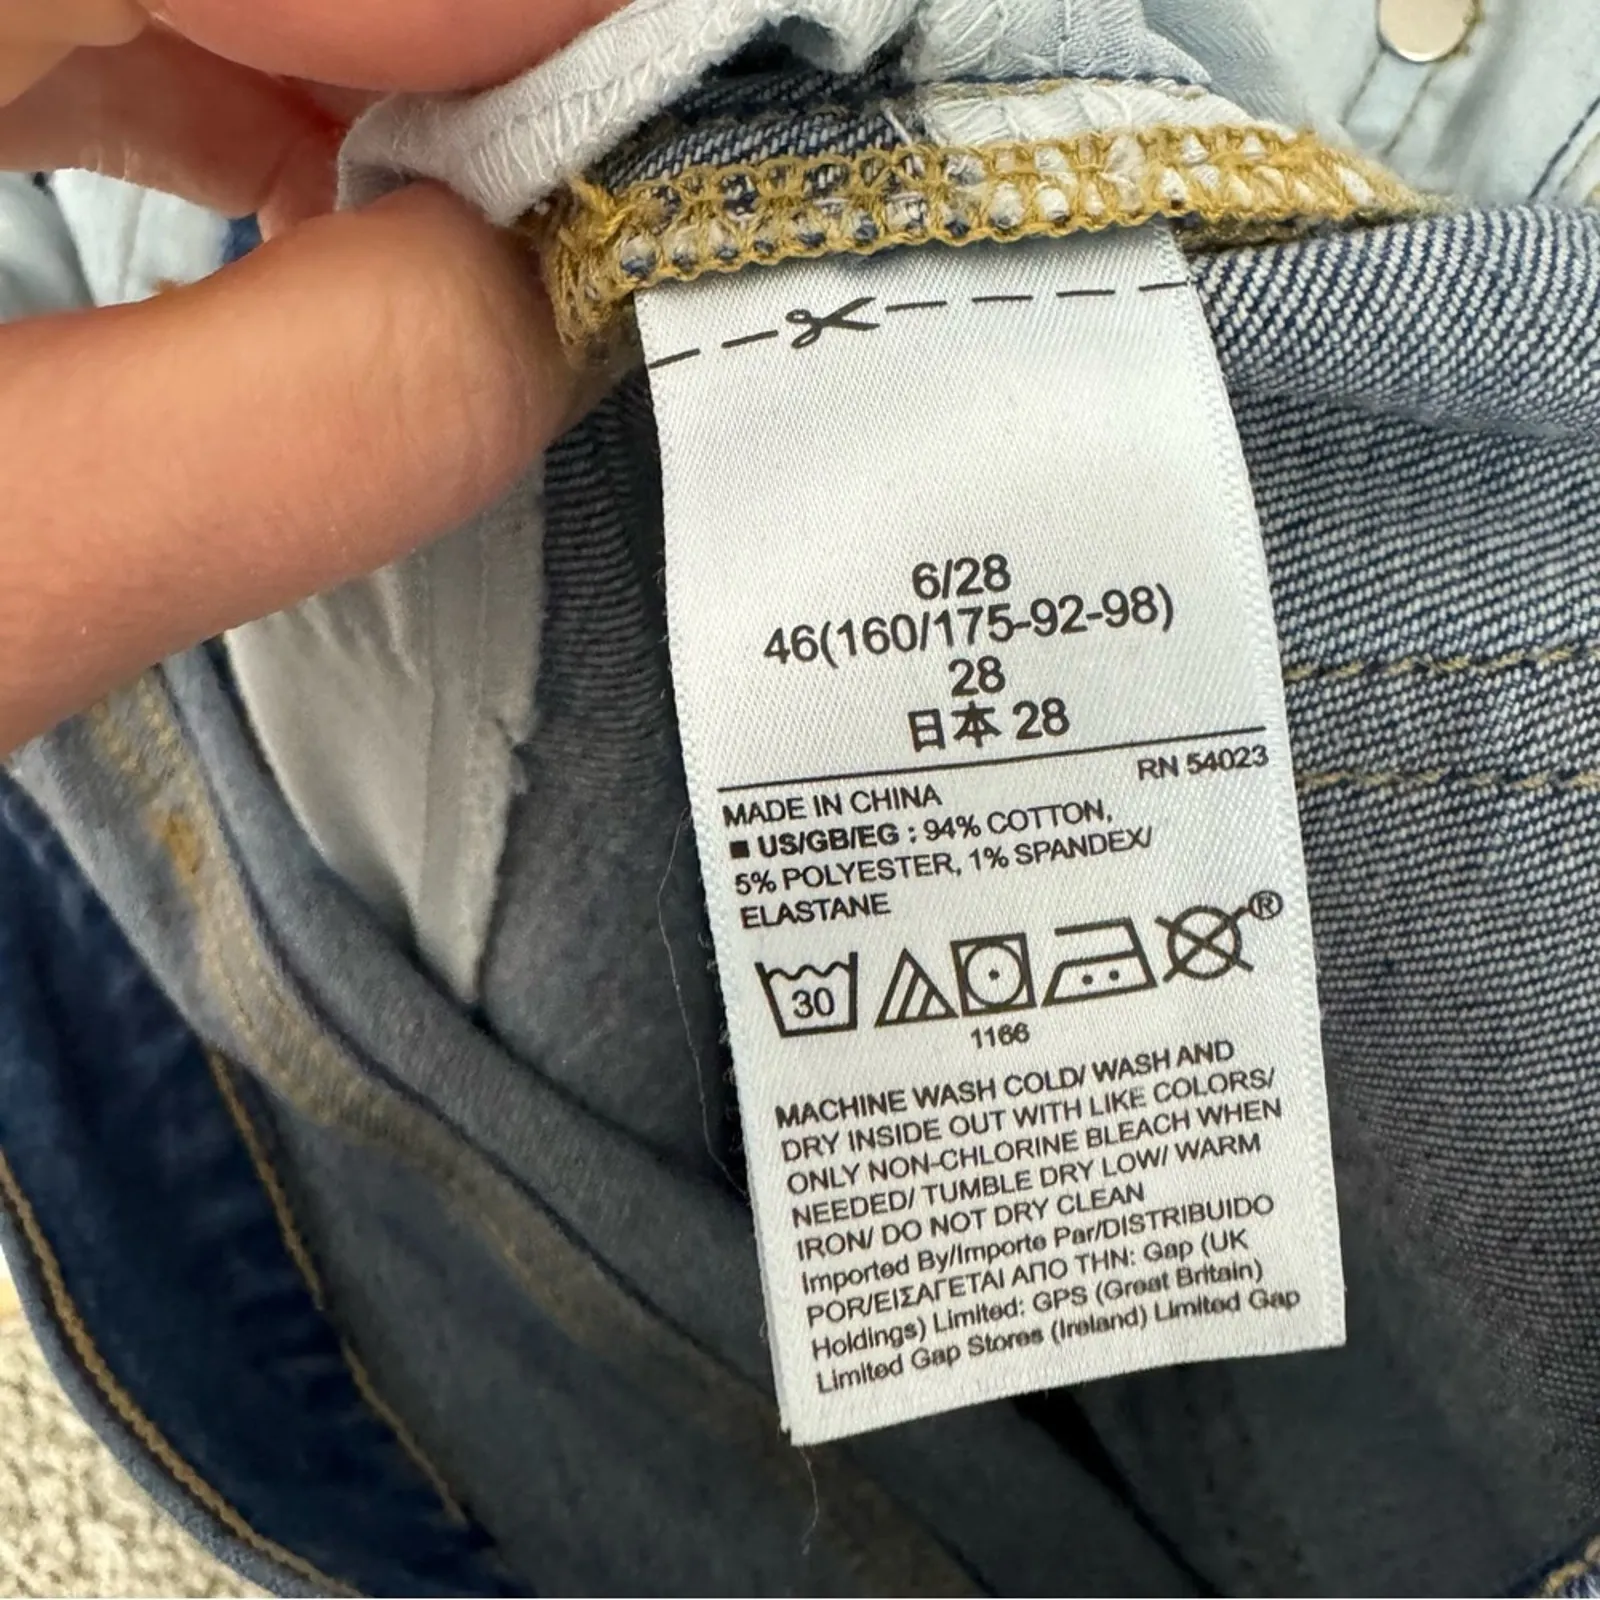 6/28
46(160/175-92-98)
28
日本 28
RN 54023
MADE IN CHINA
■ US/GB/EG : 94% COTTON,
5% POLYESTER, 1% SPANDEX/
ELASTANE
30
®
1166
MACHINE WASH COLD/ WASH AND
DRY INSIDE OUT WITH LIKE COLORS/
ONLY NON-CHLORINE BLEACH WHEN
NEEDED/ TUMBLE DRY LOW/ WARM
IRON/ DO NOT DRY CLEAN
Imported By/Importe Par/DISTRIBUIDO
POR/ΕΙΣΑΓΕΤΑΙ ΑΠΟ ΤΗΝ: Gap (UK
Holdings) Limited: GPS (Great Britain)
Limited Gap Stores (Ireland) Limited Gap